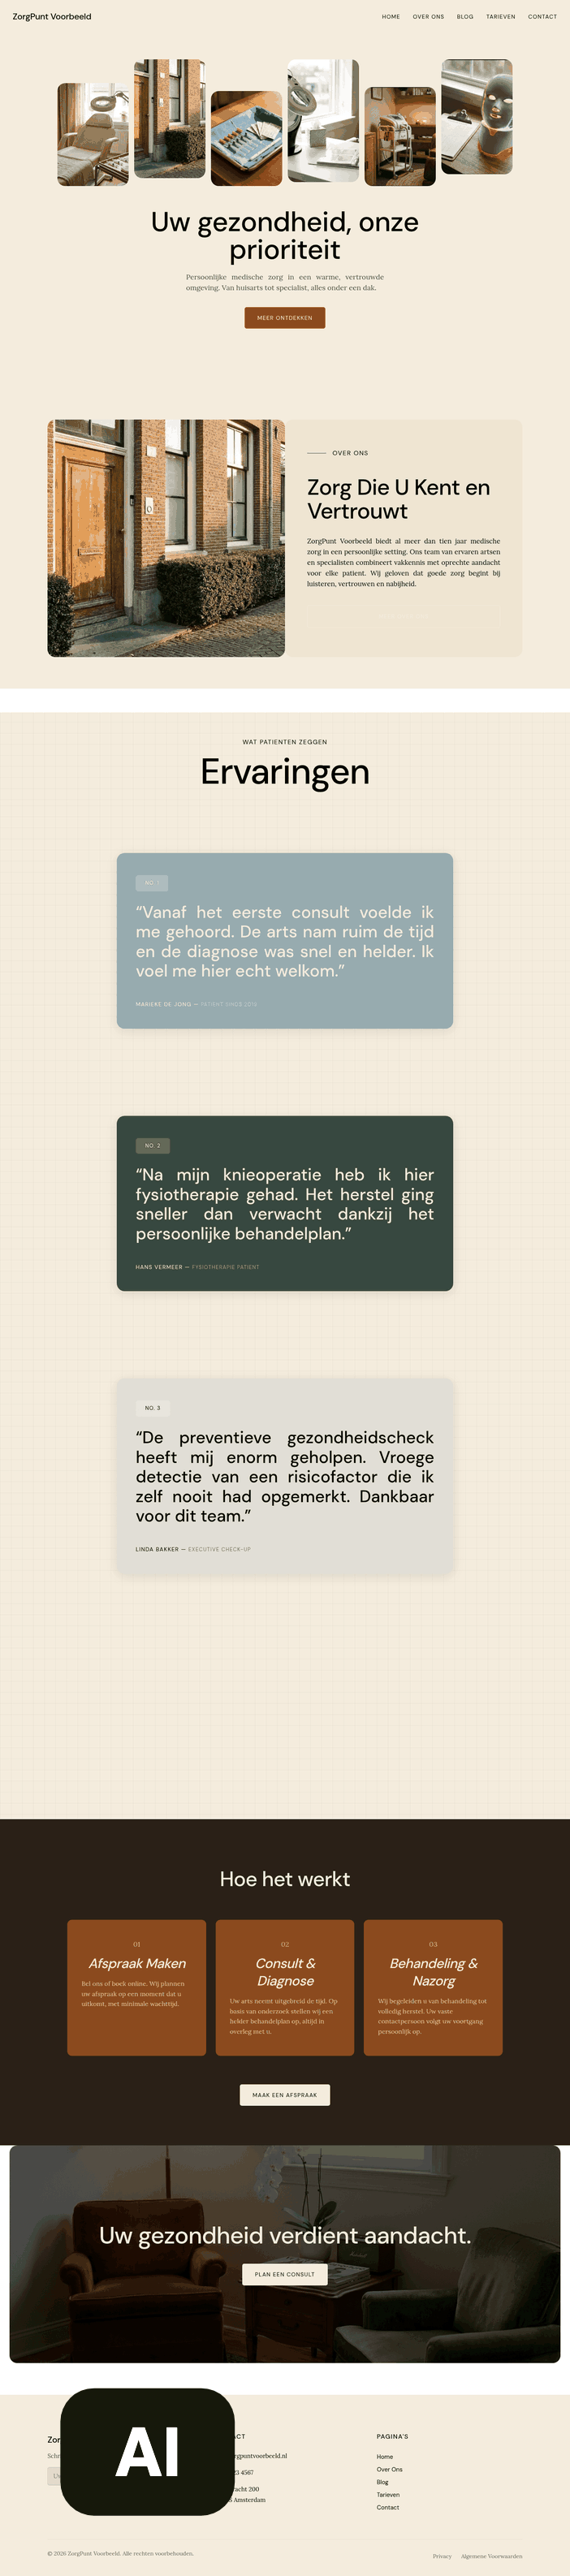 ZorgPunt Voorbeeld
HOME OVER ONS BLOG TARIEVEN CONTACT
Uw gezondheid, onze
prioriteit
Persoonlijke medische zorg in een warme, vertrouwde
omgeving. Van huisarts tot specialist, alles onder een dak.
MEER ONTDEKKEN
OVER ONS
Zorg Die U Kent en
Vertrouwt
ZorgPunt Voorbeeld biedt al meer dan tien jaar medische
zorg in een persoonlijke setting. Ons team van ervaren artsen
en specialisten combineert vakkennis met oprechte aandacht
voor elke patient. Wij geloven dat goede zorg begint bij
luisteren, vertrouwen en nabijheid.
WAT PATIENTEN ZEGGEN
Ervaringen
NO. 1
“Vanaf het eerste consult voelde ik
me gehoord. De arts nam ruim de tijd
en de diagnose was snel en helder. Ik
voel me hier echt welkom.”
MARIEKE DE JONG — PATIENT SINDS 2019
NO. 2
“Na mijn knieoperatie heb ik hier
fysiotherapie gehad. Het herstel ging
sneller dan verwacht dankzij het
persoonlijke behandelplan.”
HANS VERMEER — FYSIOTHERAPIE PATIENT
NO. 3
“De preventieve gezondheidscheck
heeft mij enorm geholpen. Vroege
detectie van een risicofactor die ik
zelf nooit had opgemerkt. Dankbaar
voor dit team.”
LINDA BAKKER — EXECUTIVE CHECK-UP
Hoe het werkt
01
Afspraak Maken
Bel ons of boek online. Wij plannen
uw afspraak op een moment dat u
uitkomt, met minimale wachttijd.
02
Consult &
Diagnose
Uw arts neemt uitgebreid de tijd. Op
basis van onderzoek stellen wij een
helder behandelplan op, altijd in
overleg met u.
03
Behandeling &
Nazorg
Wij begeleiden u van behandeling tot
volledig herstel. Uw vaste
contactpersoon volgt uw voortgang
persoonlijk op.
MAAK EEN AFSPRAAK
Uw gezondheid verdient aandacht.
PLAN EEN CONSULT
AI
PAGINA'S
Home
Over Ons
Blog
Tarieven
Contact
Amsterdam
© 2026 ZorgPunt Voorbeeld. Alle rechten voorbehouden.
Privacy Algemene Voorwaarden